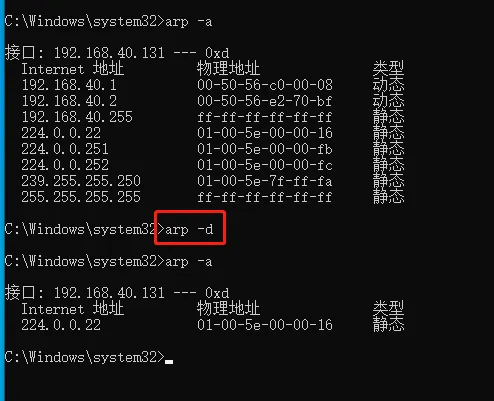 C:\Windows\system32>arp -a
接口: 192.168.40.131 --- 0xd
Internet 地址 物理地址 类型
192.168.40.1 00-50-56-c0-00-08 动态
192.168.40.2 00-50-56-e2-70-bf 动态
192.168.40.255 ff-ff-ff-ff-ff-ff 静态
224.0.0.22 01-00-5e-00-00-16 静态
224.0.0.251 01-00-5e-00-00-fb 静态
224.0.0.252 01-00-5e-00-00-fc 静态
239.255.255.250 01-00-5e-7f-ff-fa 静态
255.255.255.255 ff-ff-ff-ff-ff-ff 静态
C:\Windows\system32>arp -d
C:\Windows\system32>arp -a
接口: 192.168.40.131 --- 0xd
Internet 地址 物理地址 类型
224.0.0.22 01-00-5e-00-00-16 静态
C:\Windows\system32>